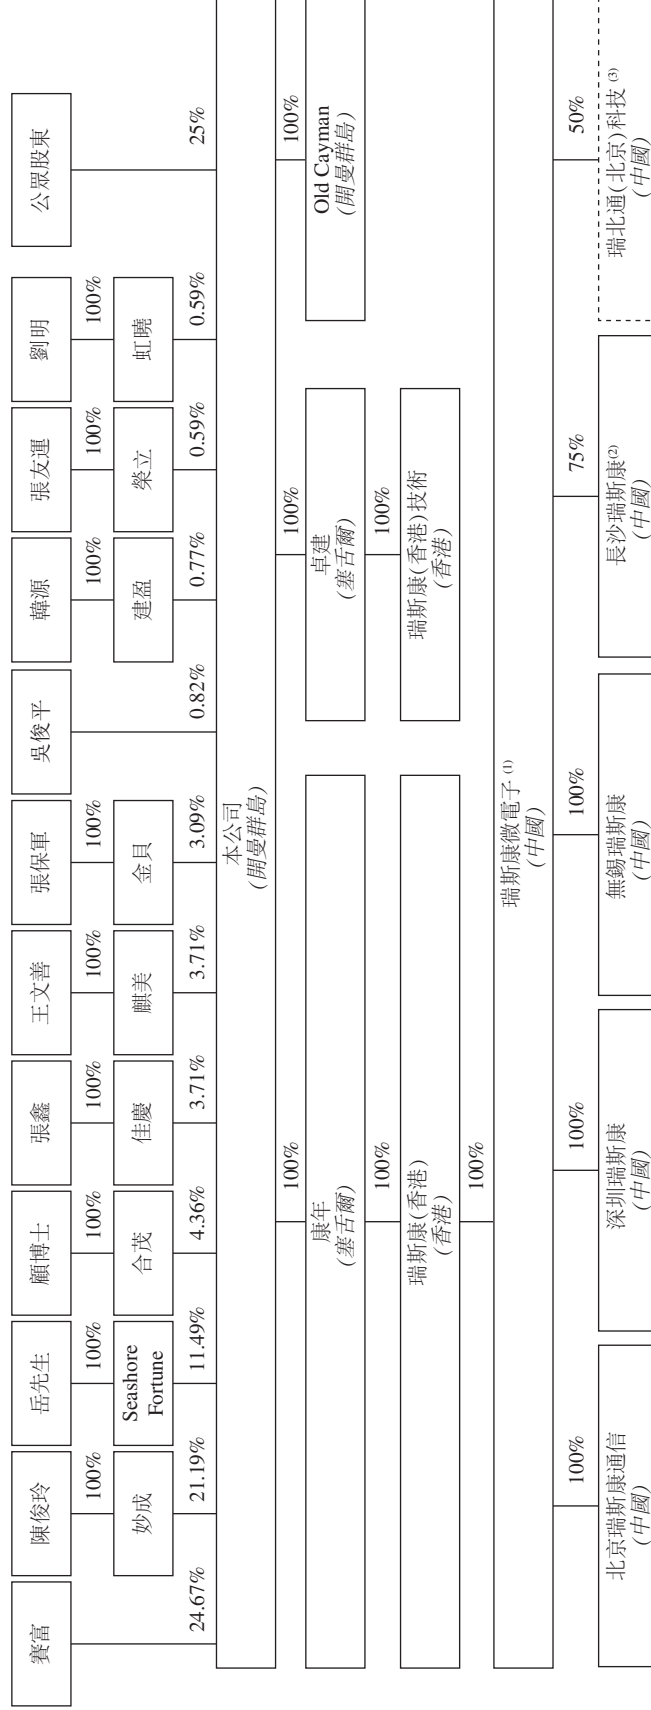 賽富
陳俊玲
岳先生
顧博士
張鑫
王文善
張保軍
吳俊平
韓源
張友運
劉明
公眾股東
100%
100%
100%
100%
100%
100%
100%
100%
100%
妙成
Seashore
Fortune
合茂
佳慶
麒美
金貝
建盈
榮立
虹曉
24.67%
21.19%
11.49%
4.36%
3.71%
3.71%
3.09%
0.82%
0.77%
0.59%
0.59%
25%
本公司
(開曼群島)
100%
100%
100%
康年
(塞舌爾)
卓建
(塞舌爾)
Old Cayman
(開曼群島)
100%
100%
瑞斯康(香港)
(香港)
瑞斯康(香港)技術
(香港)
100%
瑞斯康微電子(1)
(中國)
100%
100%
100%
75%
50%
北京瑞斯康通信
(中國)
深圳瑞斯康
(中國)
無錫瑞斯康
(中國)
長沙瑞斯康(2)
(中國)
瑞北通(北京)科技(3)
(中國)